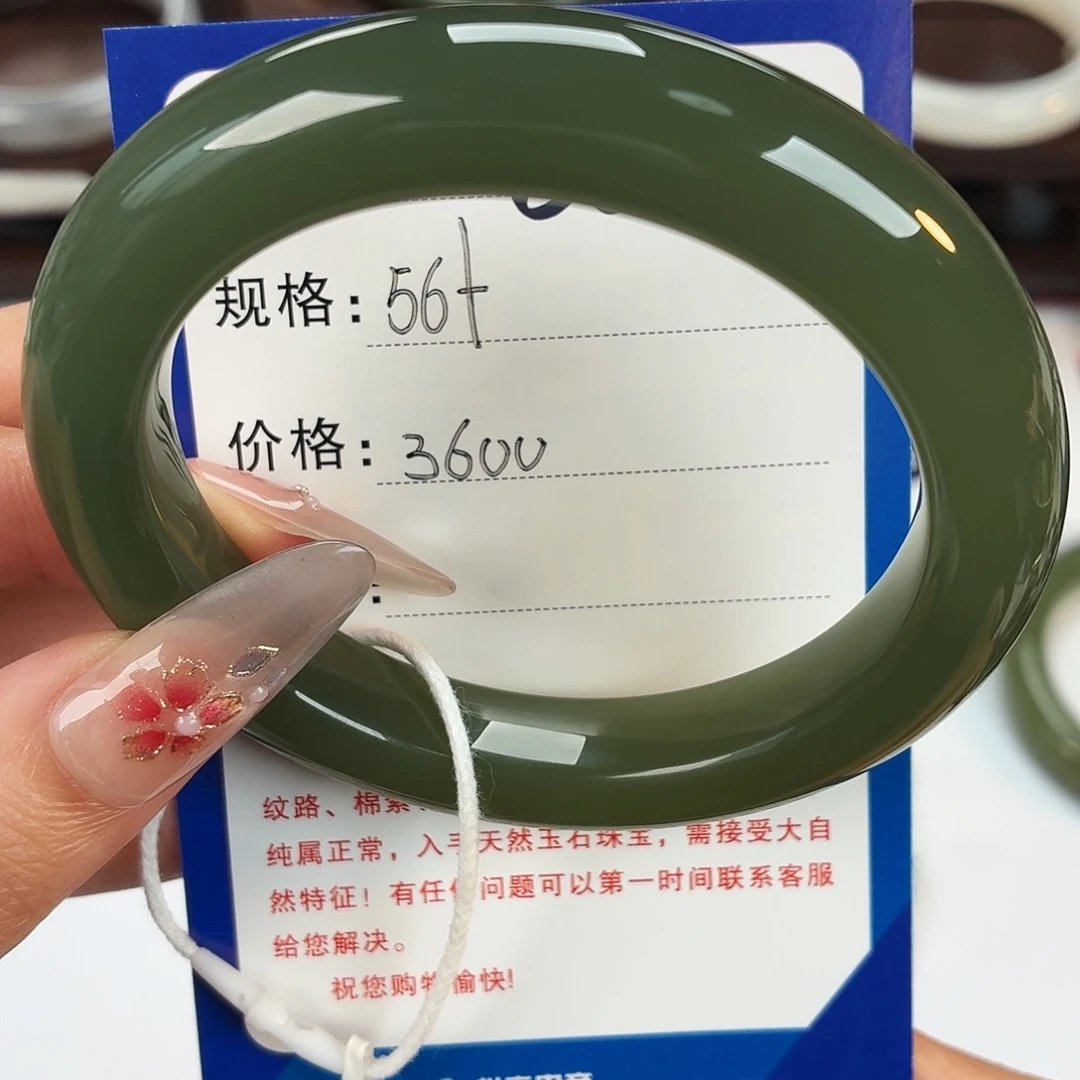 规格：56+
价格：3600
：
纹路、棉絮
纯属正常，入手天然玉石珠宝，需接受大自
然特征！有任何问题可以第一时间联系客服
给您解决。
祝您购物愉快！